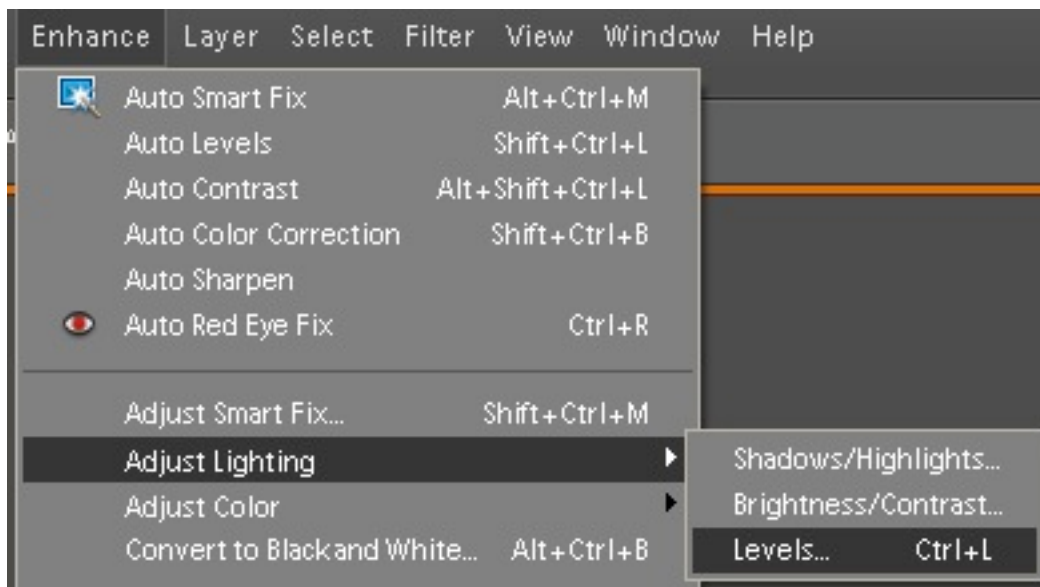 Enhance Layer Select Filter View Window Help
Auto Smart Fix Alt+Ctrl+M
Auto Levels Shift+Ctrl+L
Auto Contrast Alt+Shift+Ctrl+L
Auto Color Correction Shift+Ctrl+B
Auto Sharpen
Auto Red Eye Fix Ctrl+R
Adjust Smart Fix... Shift+Ctrl+M
Adjust Lighting
Shadows/Highlights...
Adjust Color
Brightness/Contrast...
Convert to Black and White... Alt+Ctrl+B
Levels... Ctrl+L